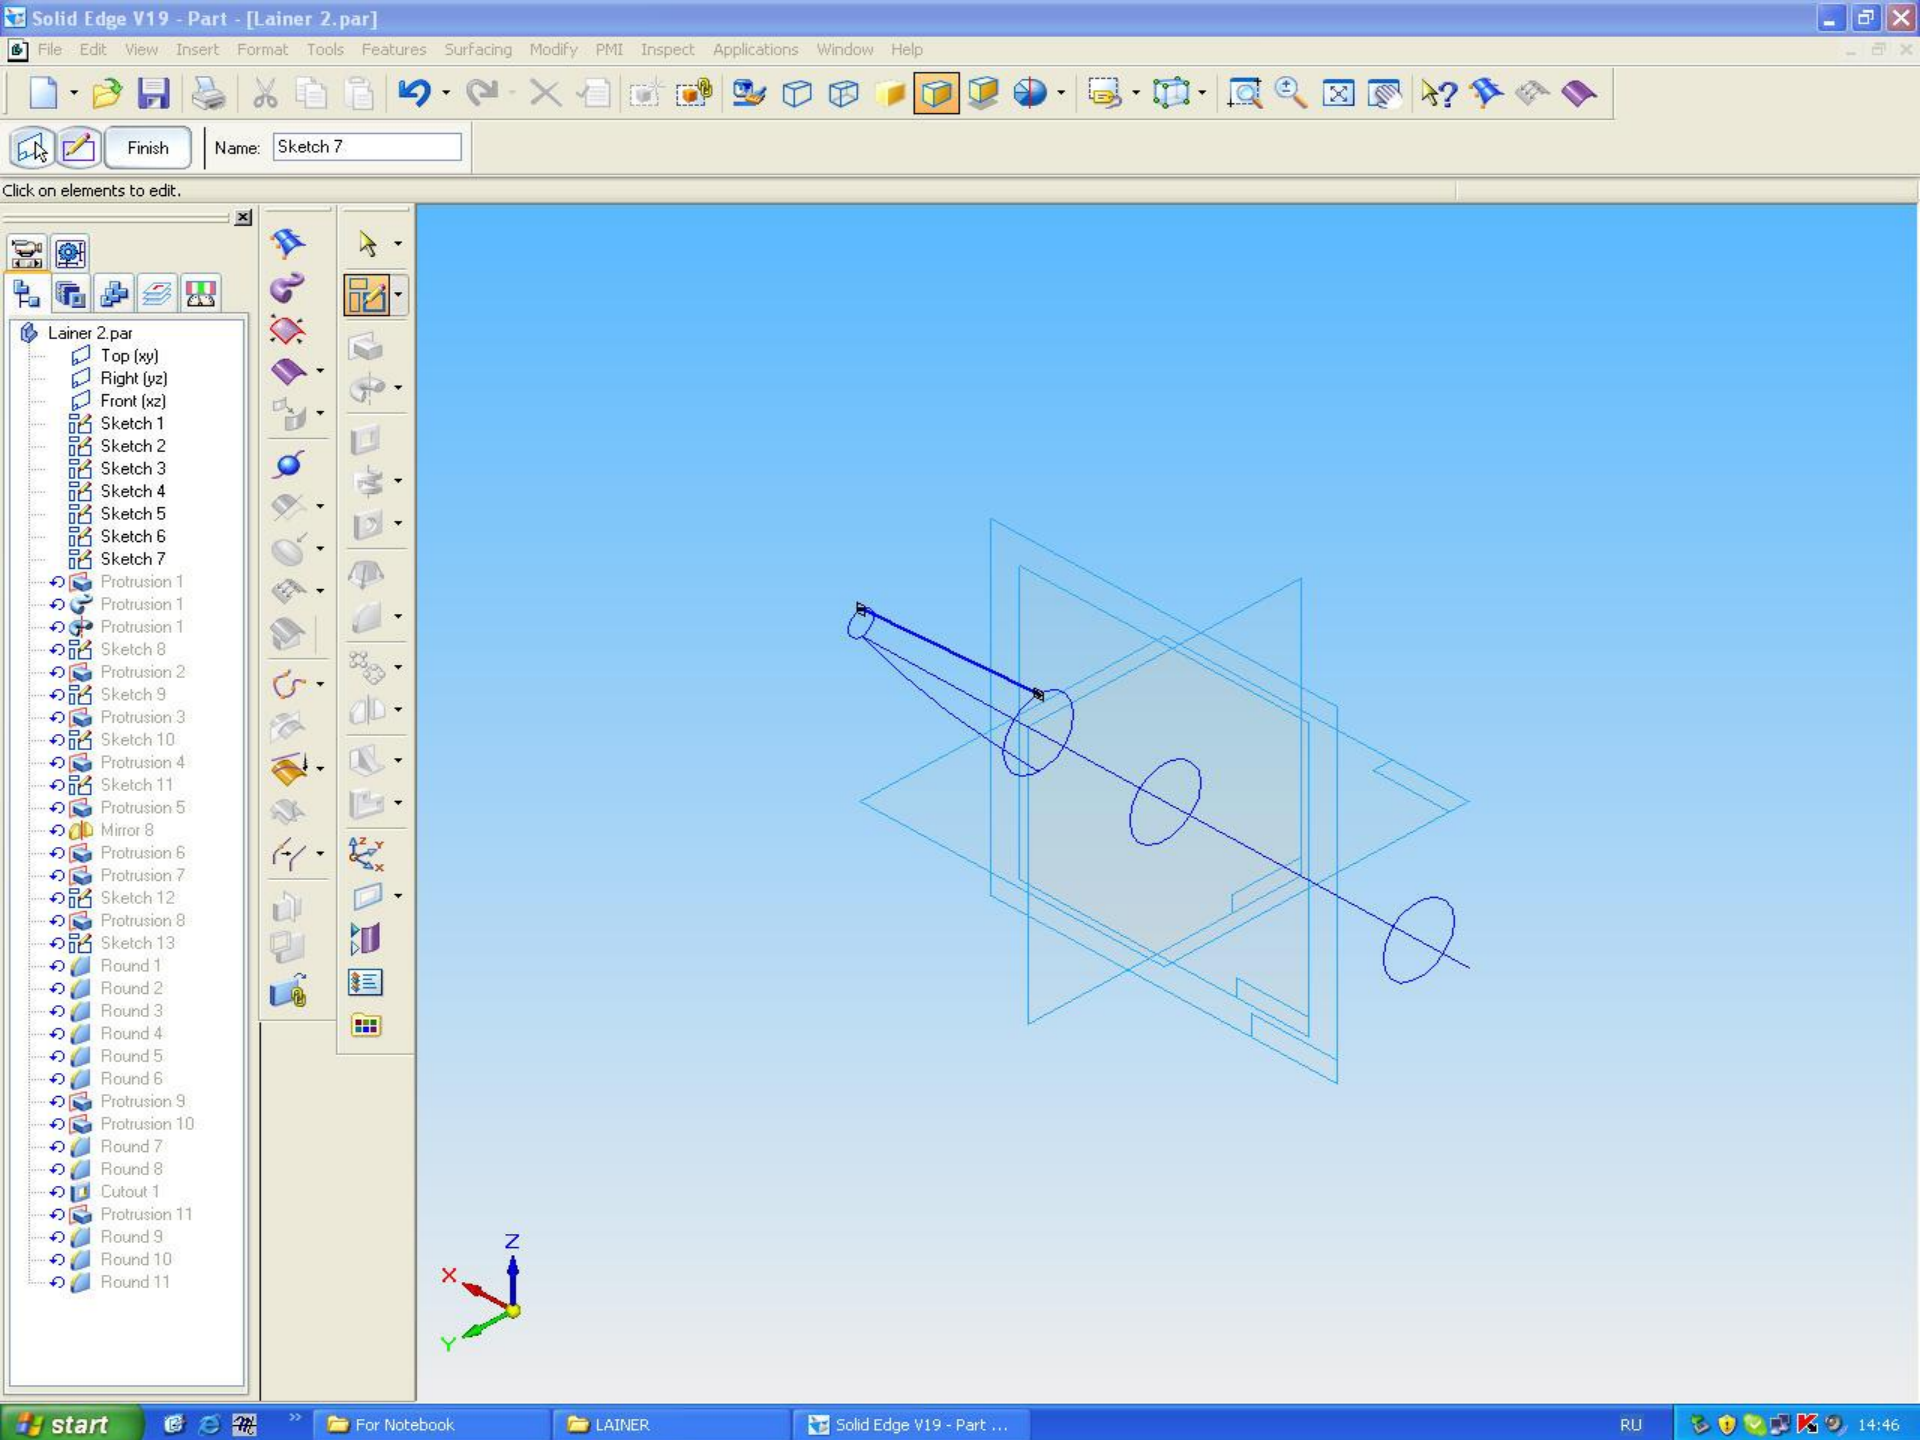 Solid Edge V19 - Part - [Lainer 2.par]
File Edit View Insert Format Tools Features Surfacing Modify PMI Inspect Applications Window Help
Finish Name: Sketch 7
Click on elements to edit.
Lainer 2.par
Top (xy)
Right (yz)
Front (xz)
Sketch 1
Sketch 2
Sketch 3
Sketch 4
Sketch 5
Sketch 6
Sketch 7
Protrusion 1
Protrusion 1
Protrusion 1
Sketch 8
Protrusion 2
Sketch 9
Protrusion 3
Sketch 10
Protrusion 4
Sketch 11
Protrusion 5
Mirror 8
Protrusion 6
Protrusion 7
Sketch 12
Protrusion 8
Sketch 13
Round 1
Round 2
Round 3
Round 4
Round 5
Round 6
Protrusion 9
Protrusion 10
Round 7
Round 8
Cutout 1
Protrusion 11
Round 9
Round 10
Round 11
Z
X
Y
start For Notebook LAINER Solid Edge V19 - Part ... RU 14:46